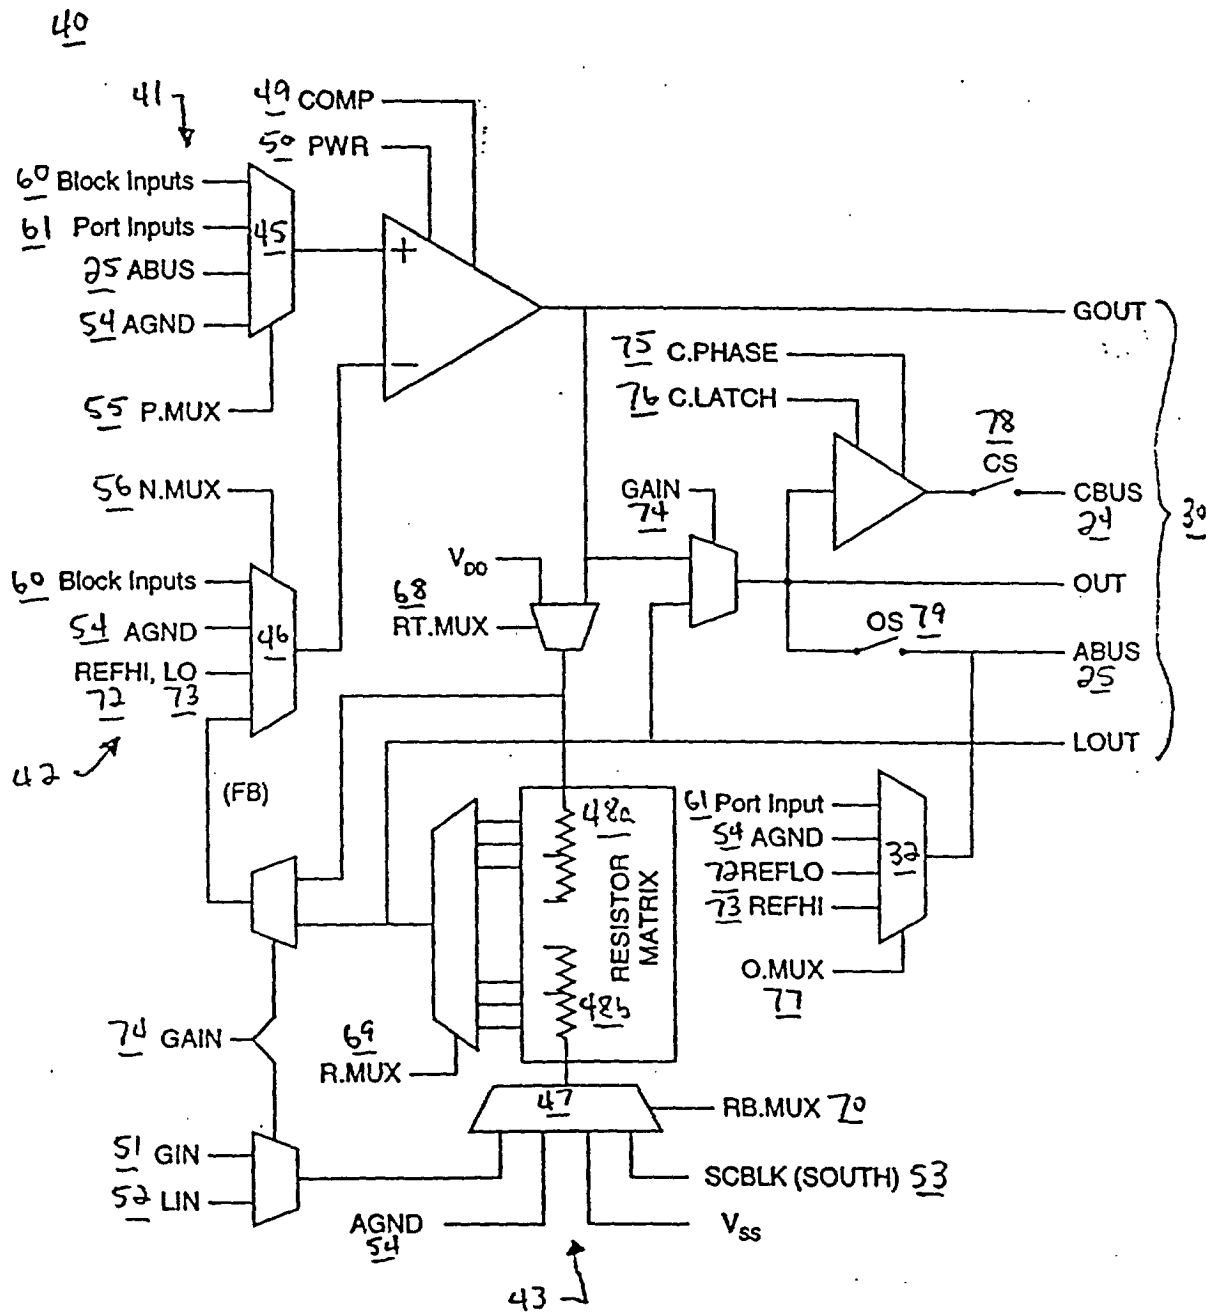 40
41
49 COMP
50 PWR
60 Block Inputs
61 Port Inputs
25 ABUS
54 AGND
45
+
−
55 P.MUX
56 N.MUX
GOUT
75 C.PHASE
76 C.LATCH
78
CS
CBUS
24
30
GAIN
74
VDD
68
RT.MUX
OUT
OS 79
ABUS
25
LOUT
60 Block Inputs
54 AGND
REFHI, LO
72 73
46
42
(FB)
48a
RESISTOR
MATRIX
48b
61 Port Input
54 AGND
72 REFLO
73 REFHI
32
O.MUX
77
74 GAIN
69
R.MUX
47
RB.MUX 70
51 GIN
52 LIN
SCBLK (SOUTH) 53
AGND
54
VSS
43